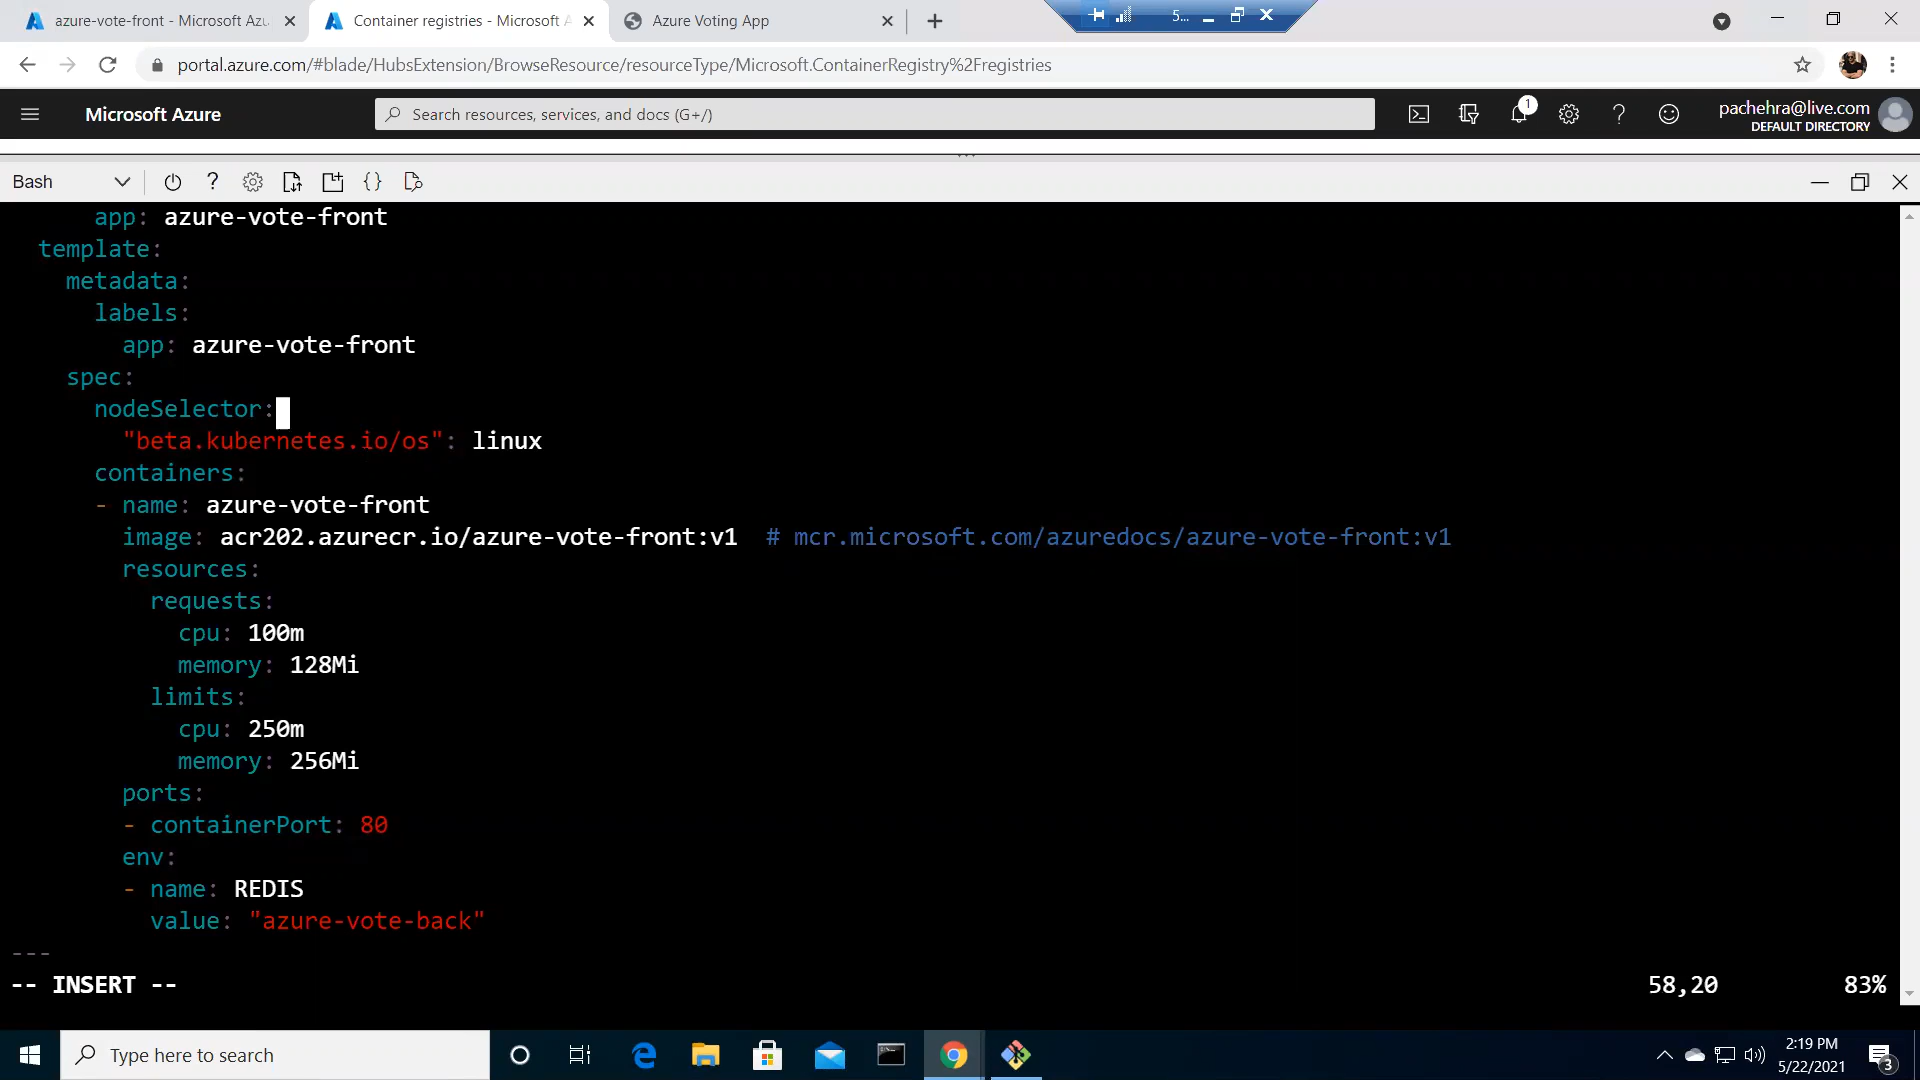 azure-vote-front - Microsoft Azu
Container registries - Microsoft A
Azure Voting App
5...
portal.azure.com/#blade/HubsExtension/BrowseResource/resourceType/Microsoft.ContainerRegistry%2Fregistries
Microsoft Azure
Search resources, services, and docs (G+/)
1
pachehra@live.com
DEFAULT DIRECTORY
Bash
app: azure-vote-front
template:
metadata:
labels:
app: azure-vote-front
spec:
nodeSelector:
"beta.kubernetes.io/os": linux
containers:
- name: azure-vote-front
image: acr202.azurecr.io/azure-vote-front:v1  # mcr.microsoft.com/azuredocs/azure-vote-front:v1
resources:
requests:
cpu: 100m
memory: 128Mi
limits:
cpu: 250m
memory: 256Mi
ports:
- containerPort: 80
env:
- name: REDIS
value: "azure-vote-back"
---
-- INSERT --
58,20
83%
Type here to search
2:19 PM
5/22/2021
3